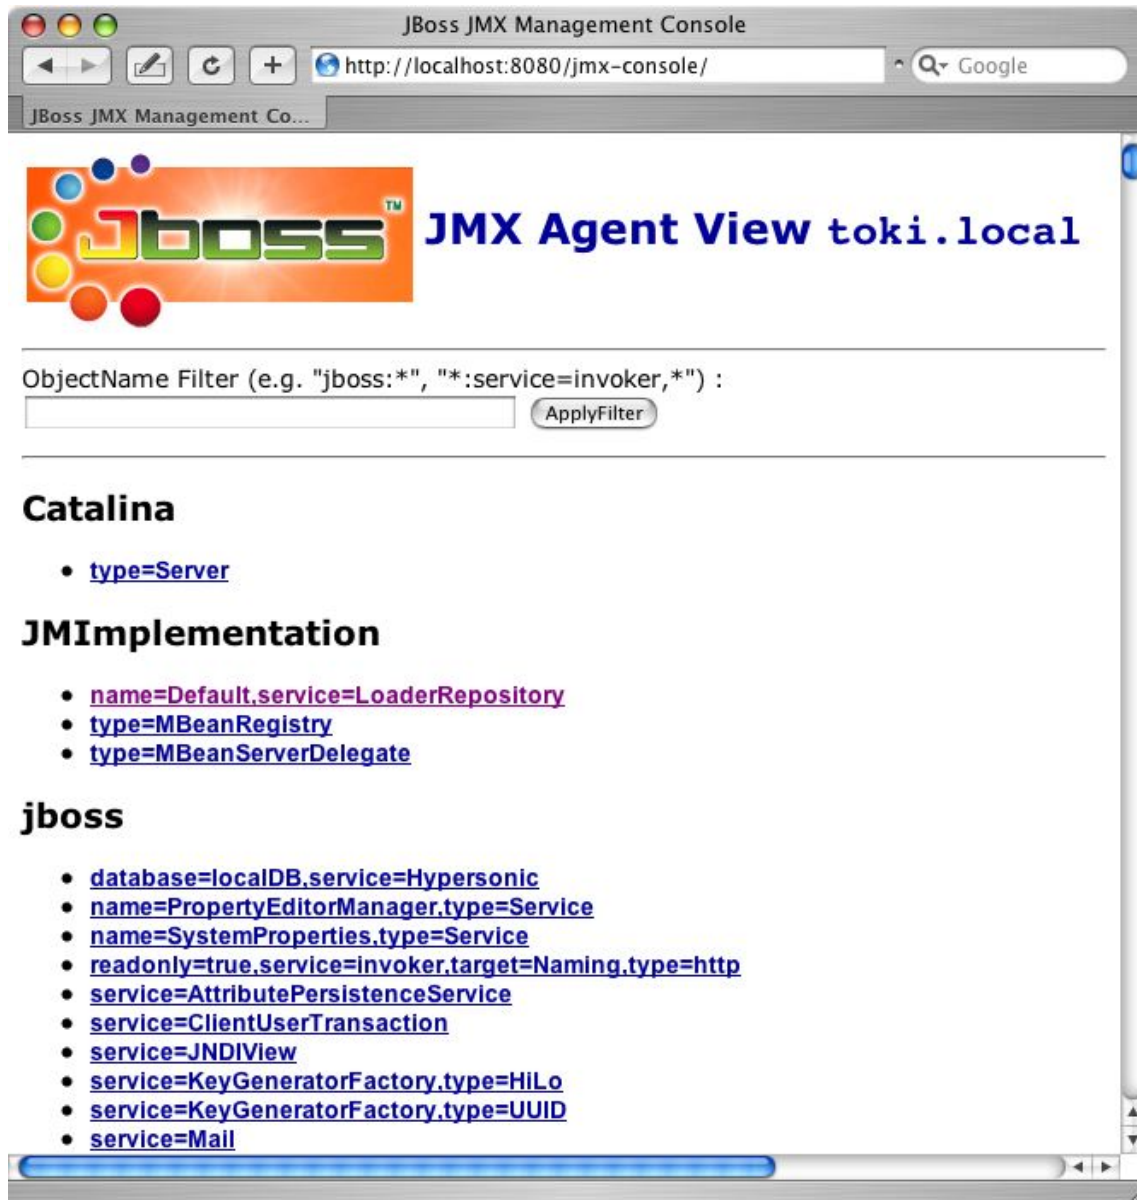 JBoss JMX Management Console
http://localhost:8080/jmx-console/
Google
JBoss JMX Management Co...
Jboss™
JMX Agent View toki.local
ObjectName Filter (e.g. "jboss:*", "*:service=invoker,*") :
ApplyFilter
Catalina
type=Server
JMImplementation
name=Default,service=LoaderRepository
type=MBeanRegistry
type=MBeanServerDelegate
jboss
database=localDB,service=Hypersonic
name=PropertyEditorManager,type=Service
name=SystemProperties,type=Service
readonly=true,service=invoker,target=Naming,type=http
service=AttributePersistenceService
service=ClientUserTransaction
service=JNDIView
service=KeyGeneratorFactory,type=HiLo
service=KeyGeneratorFactory,type=UUID
service=Mail